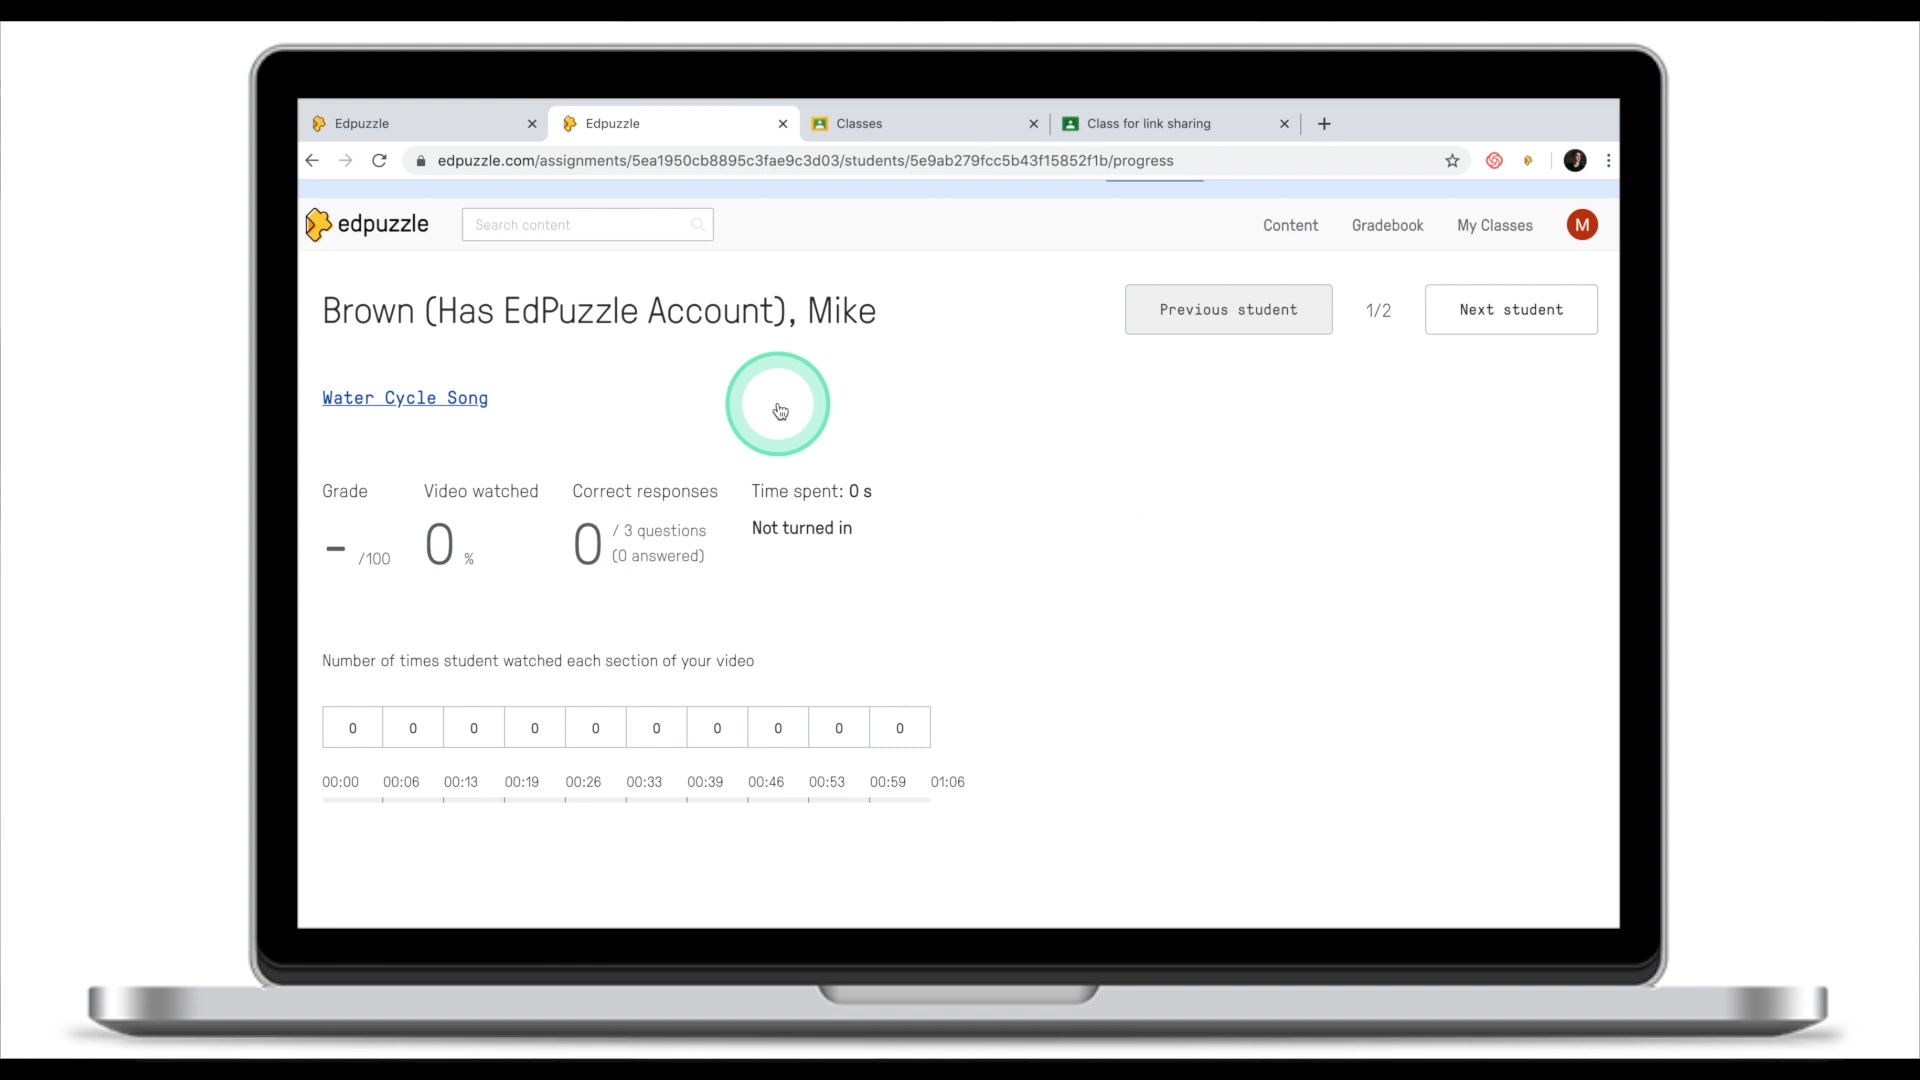 Edpuzzle
Edpuzzle
Classes
Class for link sharing
edpuzzle.com/assignments/5ea1950cb8895c3fae9c3d03/students/5e9ab279fcc5b43f15852f1b/progress
edpuzzle
Search content
Content
Gradebook
My Classes
M
Brown (Has EdPuzzle Account), Mike
Previous student
1/2
Next student
Water Cycle Song
Grade
Video watched
Correct responses
Time spent: 0 s
- /100
0 %
0 / 3 questions
(0 answered)
Not turned in
Number of times student watched each section of your video
0 0 0 0 0 0 0 0 0 0
00:00 00:06 00:13 00:19 00:26 00:33 00:39 00:46 00:53 00:59 01:06